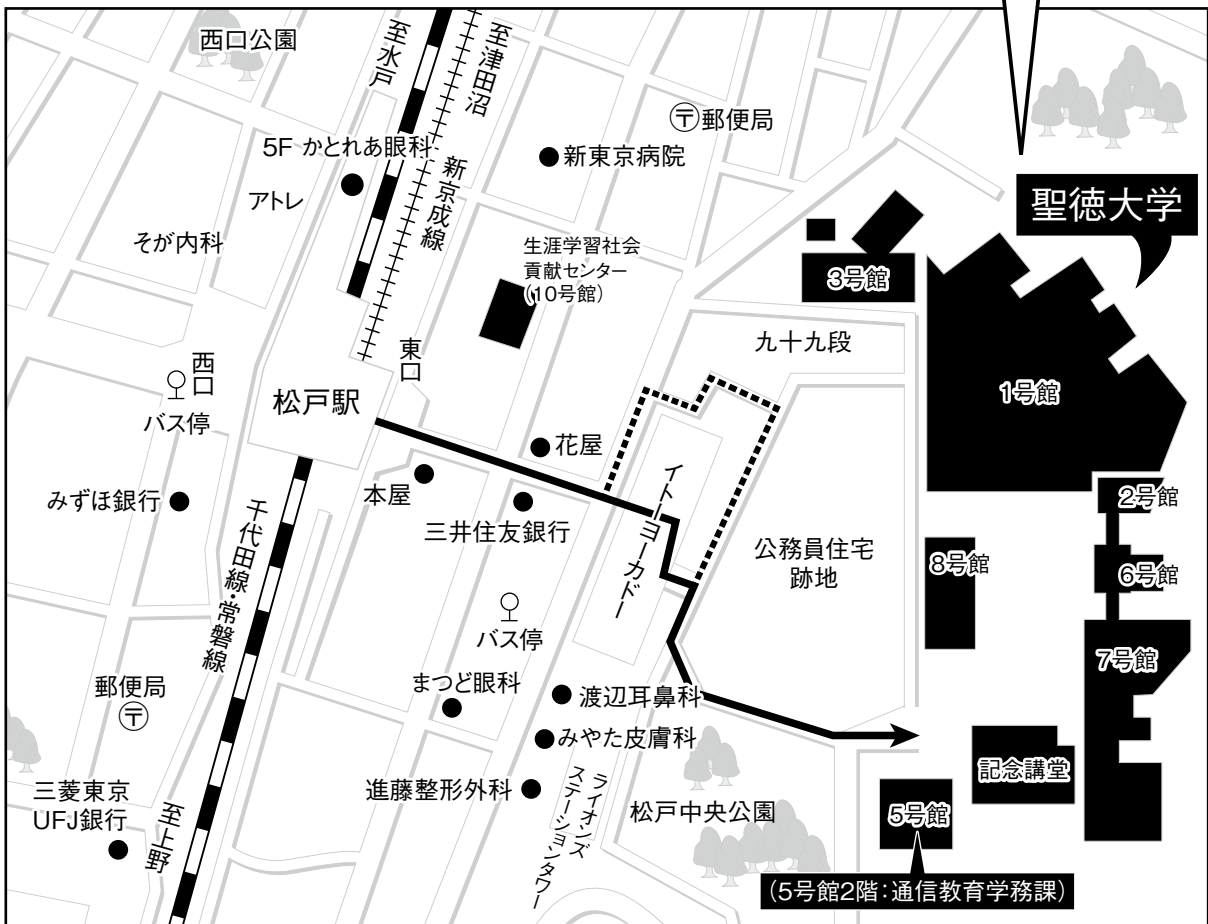 西口公園
至水戸
至津田沼
〒郵便局
5F かとれあ眼科
新東京病院
アトレ
新京成線
聖徳大学
そが内科
生涯学習社会
貢献センター
(10号館)
3号館
九十九段
東口
西口
バス停
松戸駅
1号館
花屋
イトーヨーカドー
みずほ銀行
本屋
三井住友銀行
2号館
千代田線・常磐線
公務員住宅
跡地
8号館
6号館
バス停
7号館
郵便局
〒
まつど眼科
渡辺耳鼻科
みやた皮膚科
記念講堂
三菱東京
UFJ銀行
進藤整形外科
ライオンズ
ステーションタワー
松戸中央公園
5号館
至上野
(5号館2階:通信教育学務課)